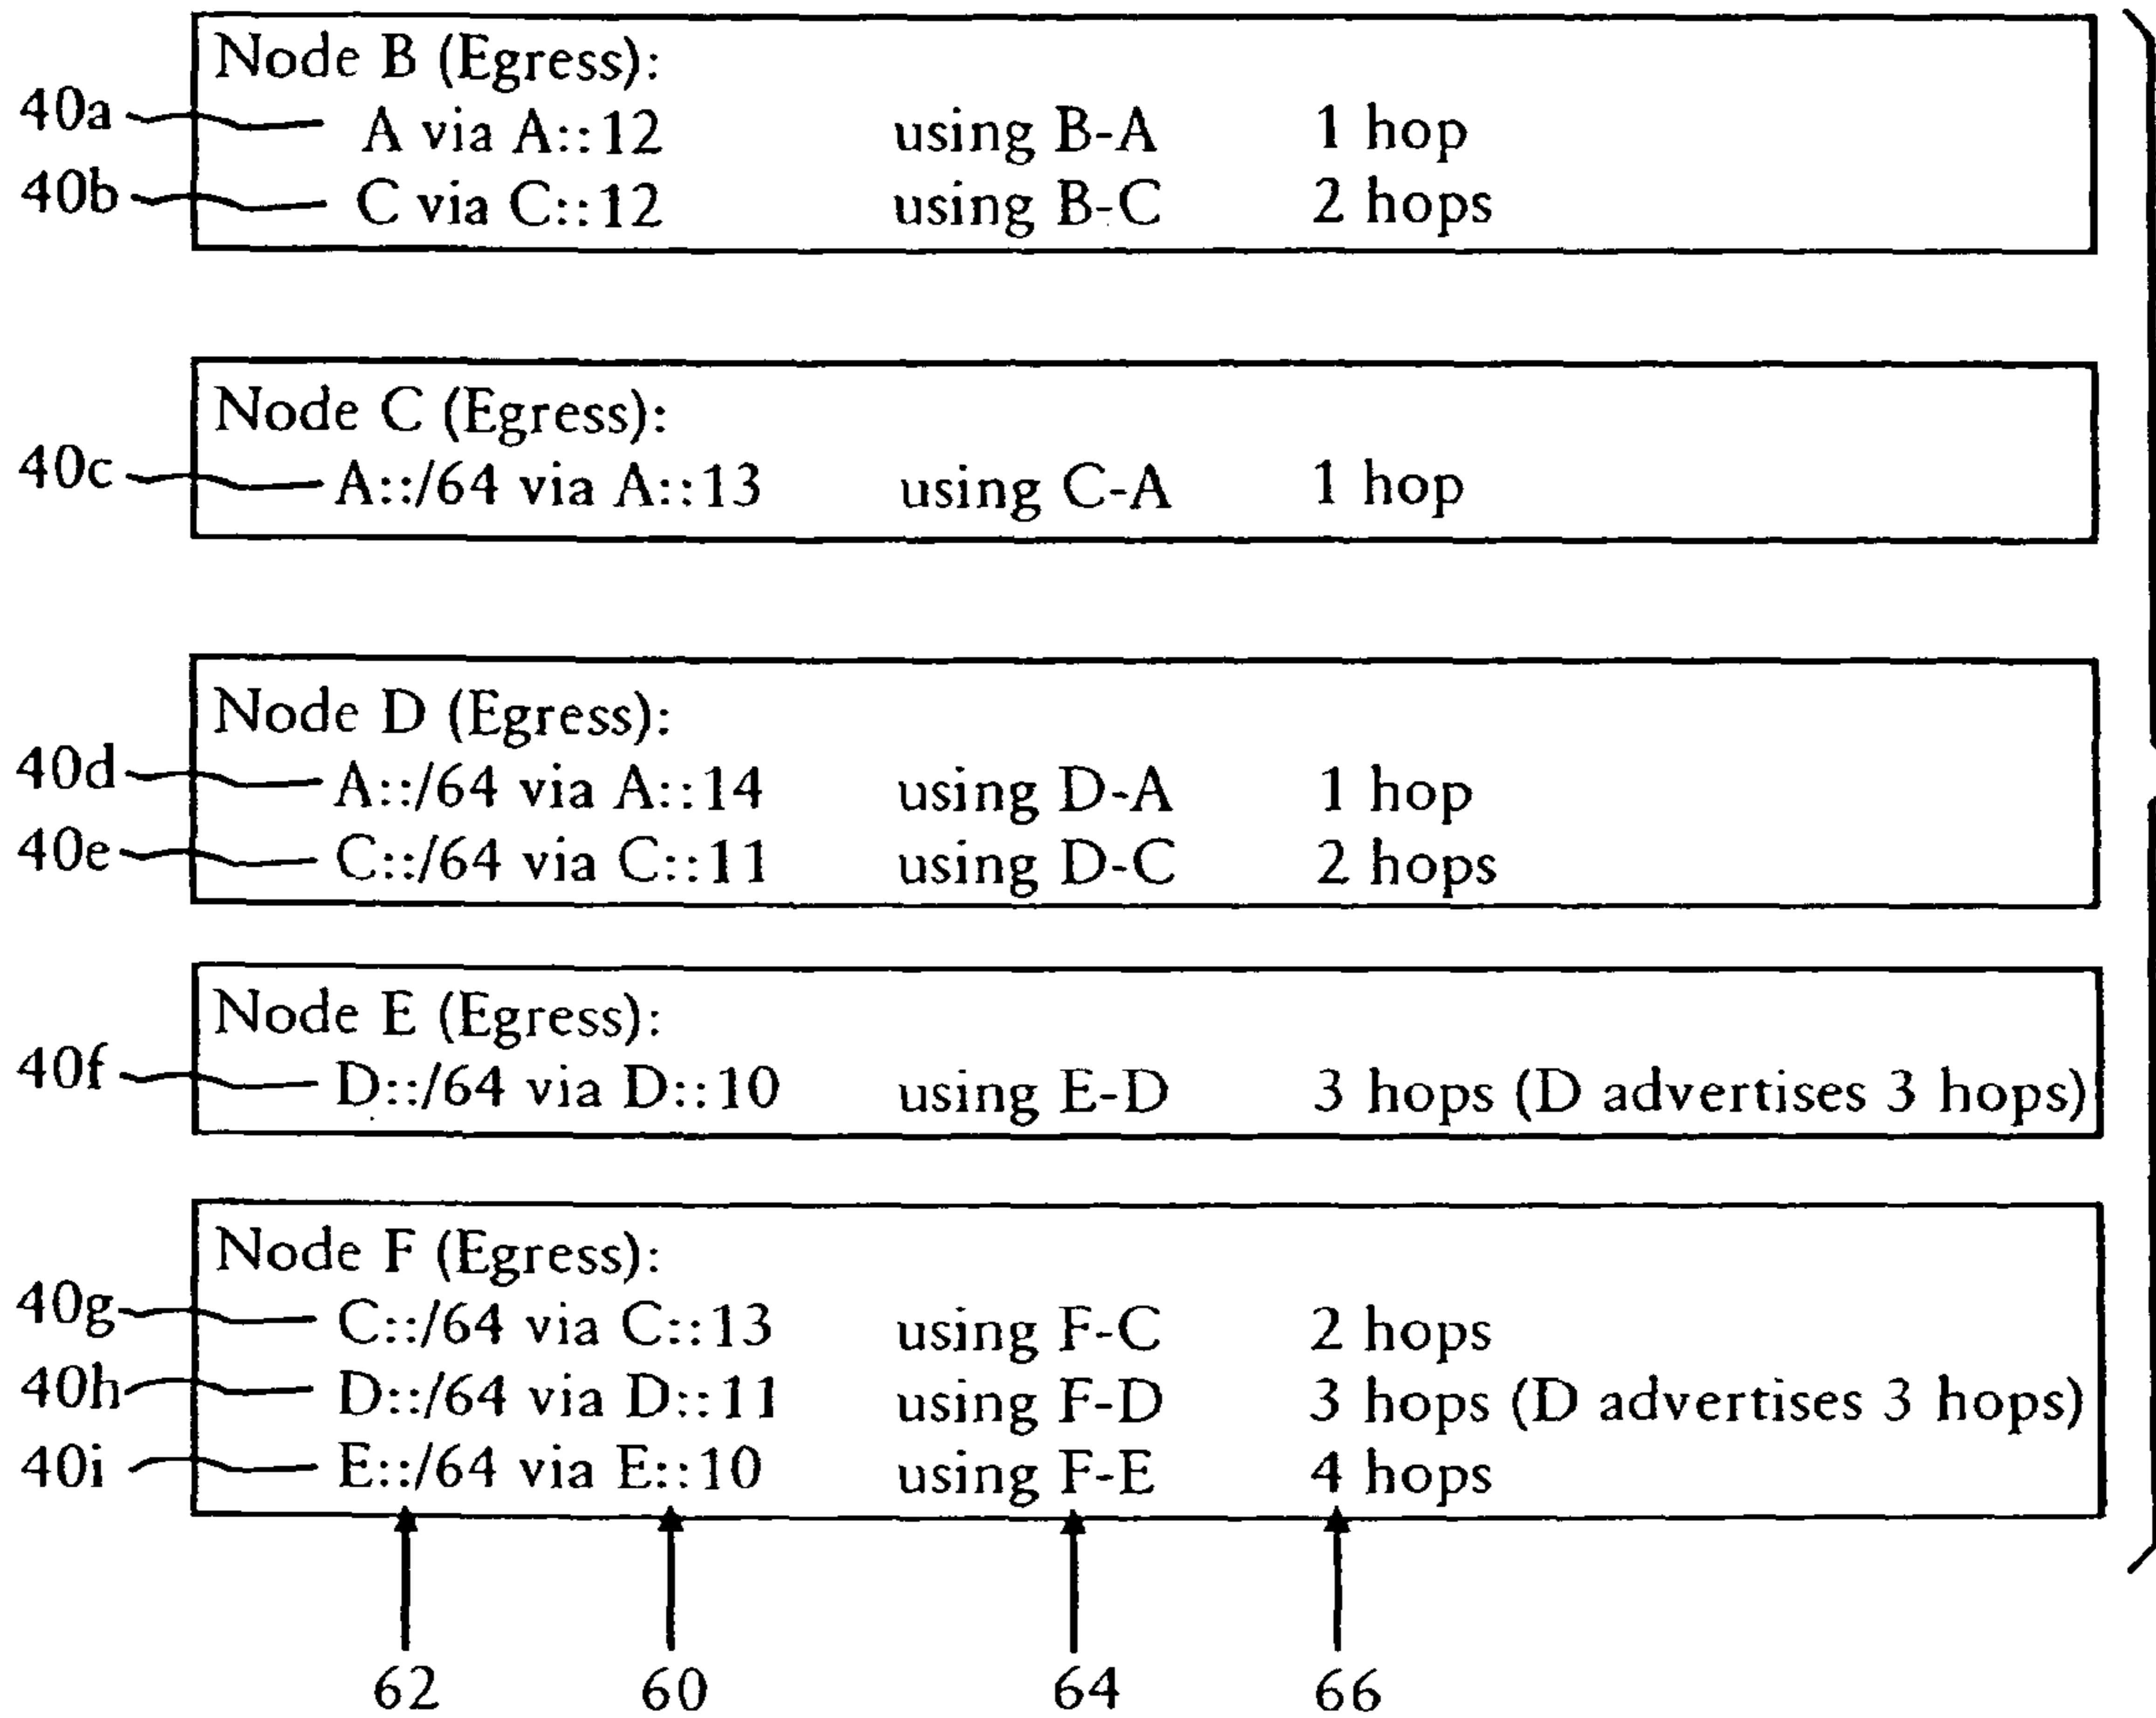 Node B (Egress):
40a A via A::12 using B-A 1 hop
40b C via C::12 using B-C 2 hops
Node C (Egress):
40c A::/64 via A::13 using C-A 1 hop
Node D (Egress):
40d A::/64 via A::14 using D-A 1 hop
40e C::/64 via C::11 using D-C 2 hops
Node E (Egress):
40f D::/64 via D::10 using E-D 3 hops (D advertises 3 hops)
Node F (Egress):
40g C::/64 via C::13 using F-C 2 hops
40h D::/64 via D::11 using F-D 3 hops (D advertises 3 hops)
40i E::/64 via E::10 using F-E 4 hops
62 60 64 66